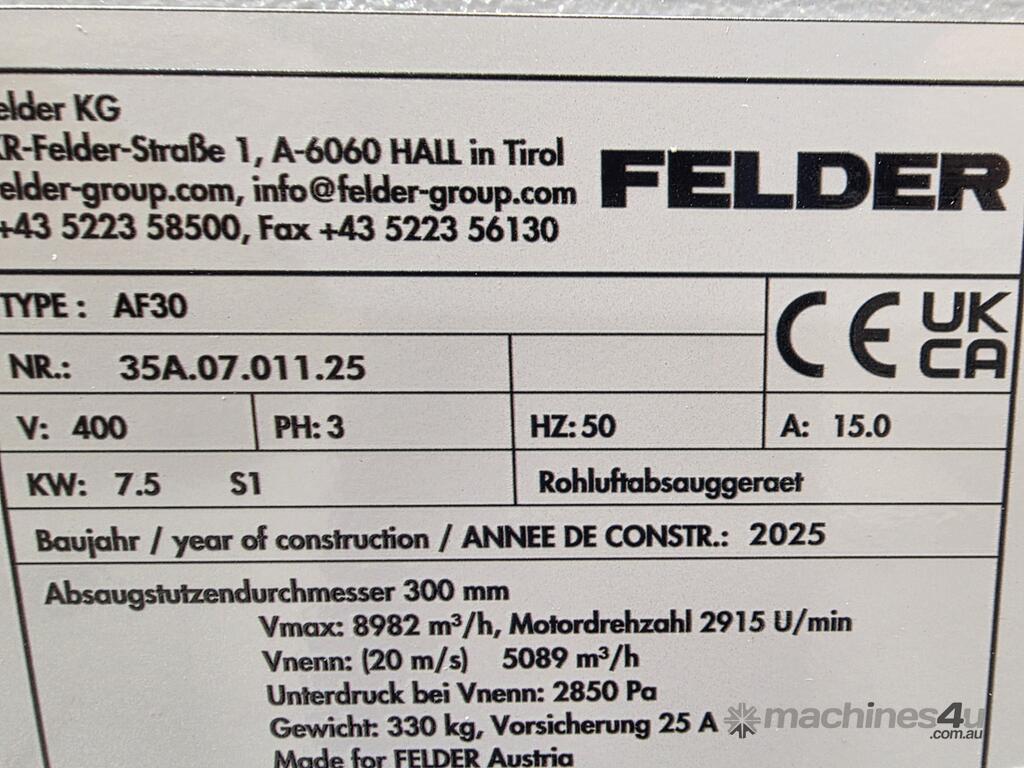 elder KG
R-Felder-Straße 1, A-6060 HALL in Tirol
elder-group.com, info@felder-group.com
+43 5223 58500, Fax +43 5223 56130
FELDER
TYPE : AF30
CE UK CA
NR.: 35A.07.011.25
V: 400 PH: 3 HZ: 50 A: 15.0
KW: 7.5 S1 Rohluftabsauggeraet
Baujahr / year of construction / ANNEE DE CONSTR.: 2025
Absaugstutzendurchmesser 300 mm
Vmax: 8982 m³/h, Motordrehzahl 2915 U/min
Vnenn: (20 m/s) 5089 m³/h
Unterdruck bei Vnenn: 2850 Pa
Gewicht: 330 kg, Vorsicherung 25 A
Made for FELDER Austria
machines4u
.com.au